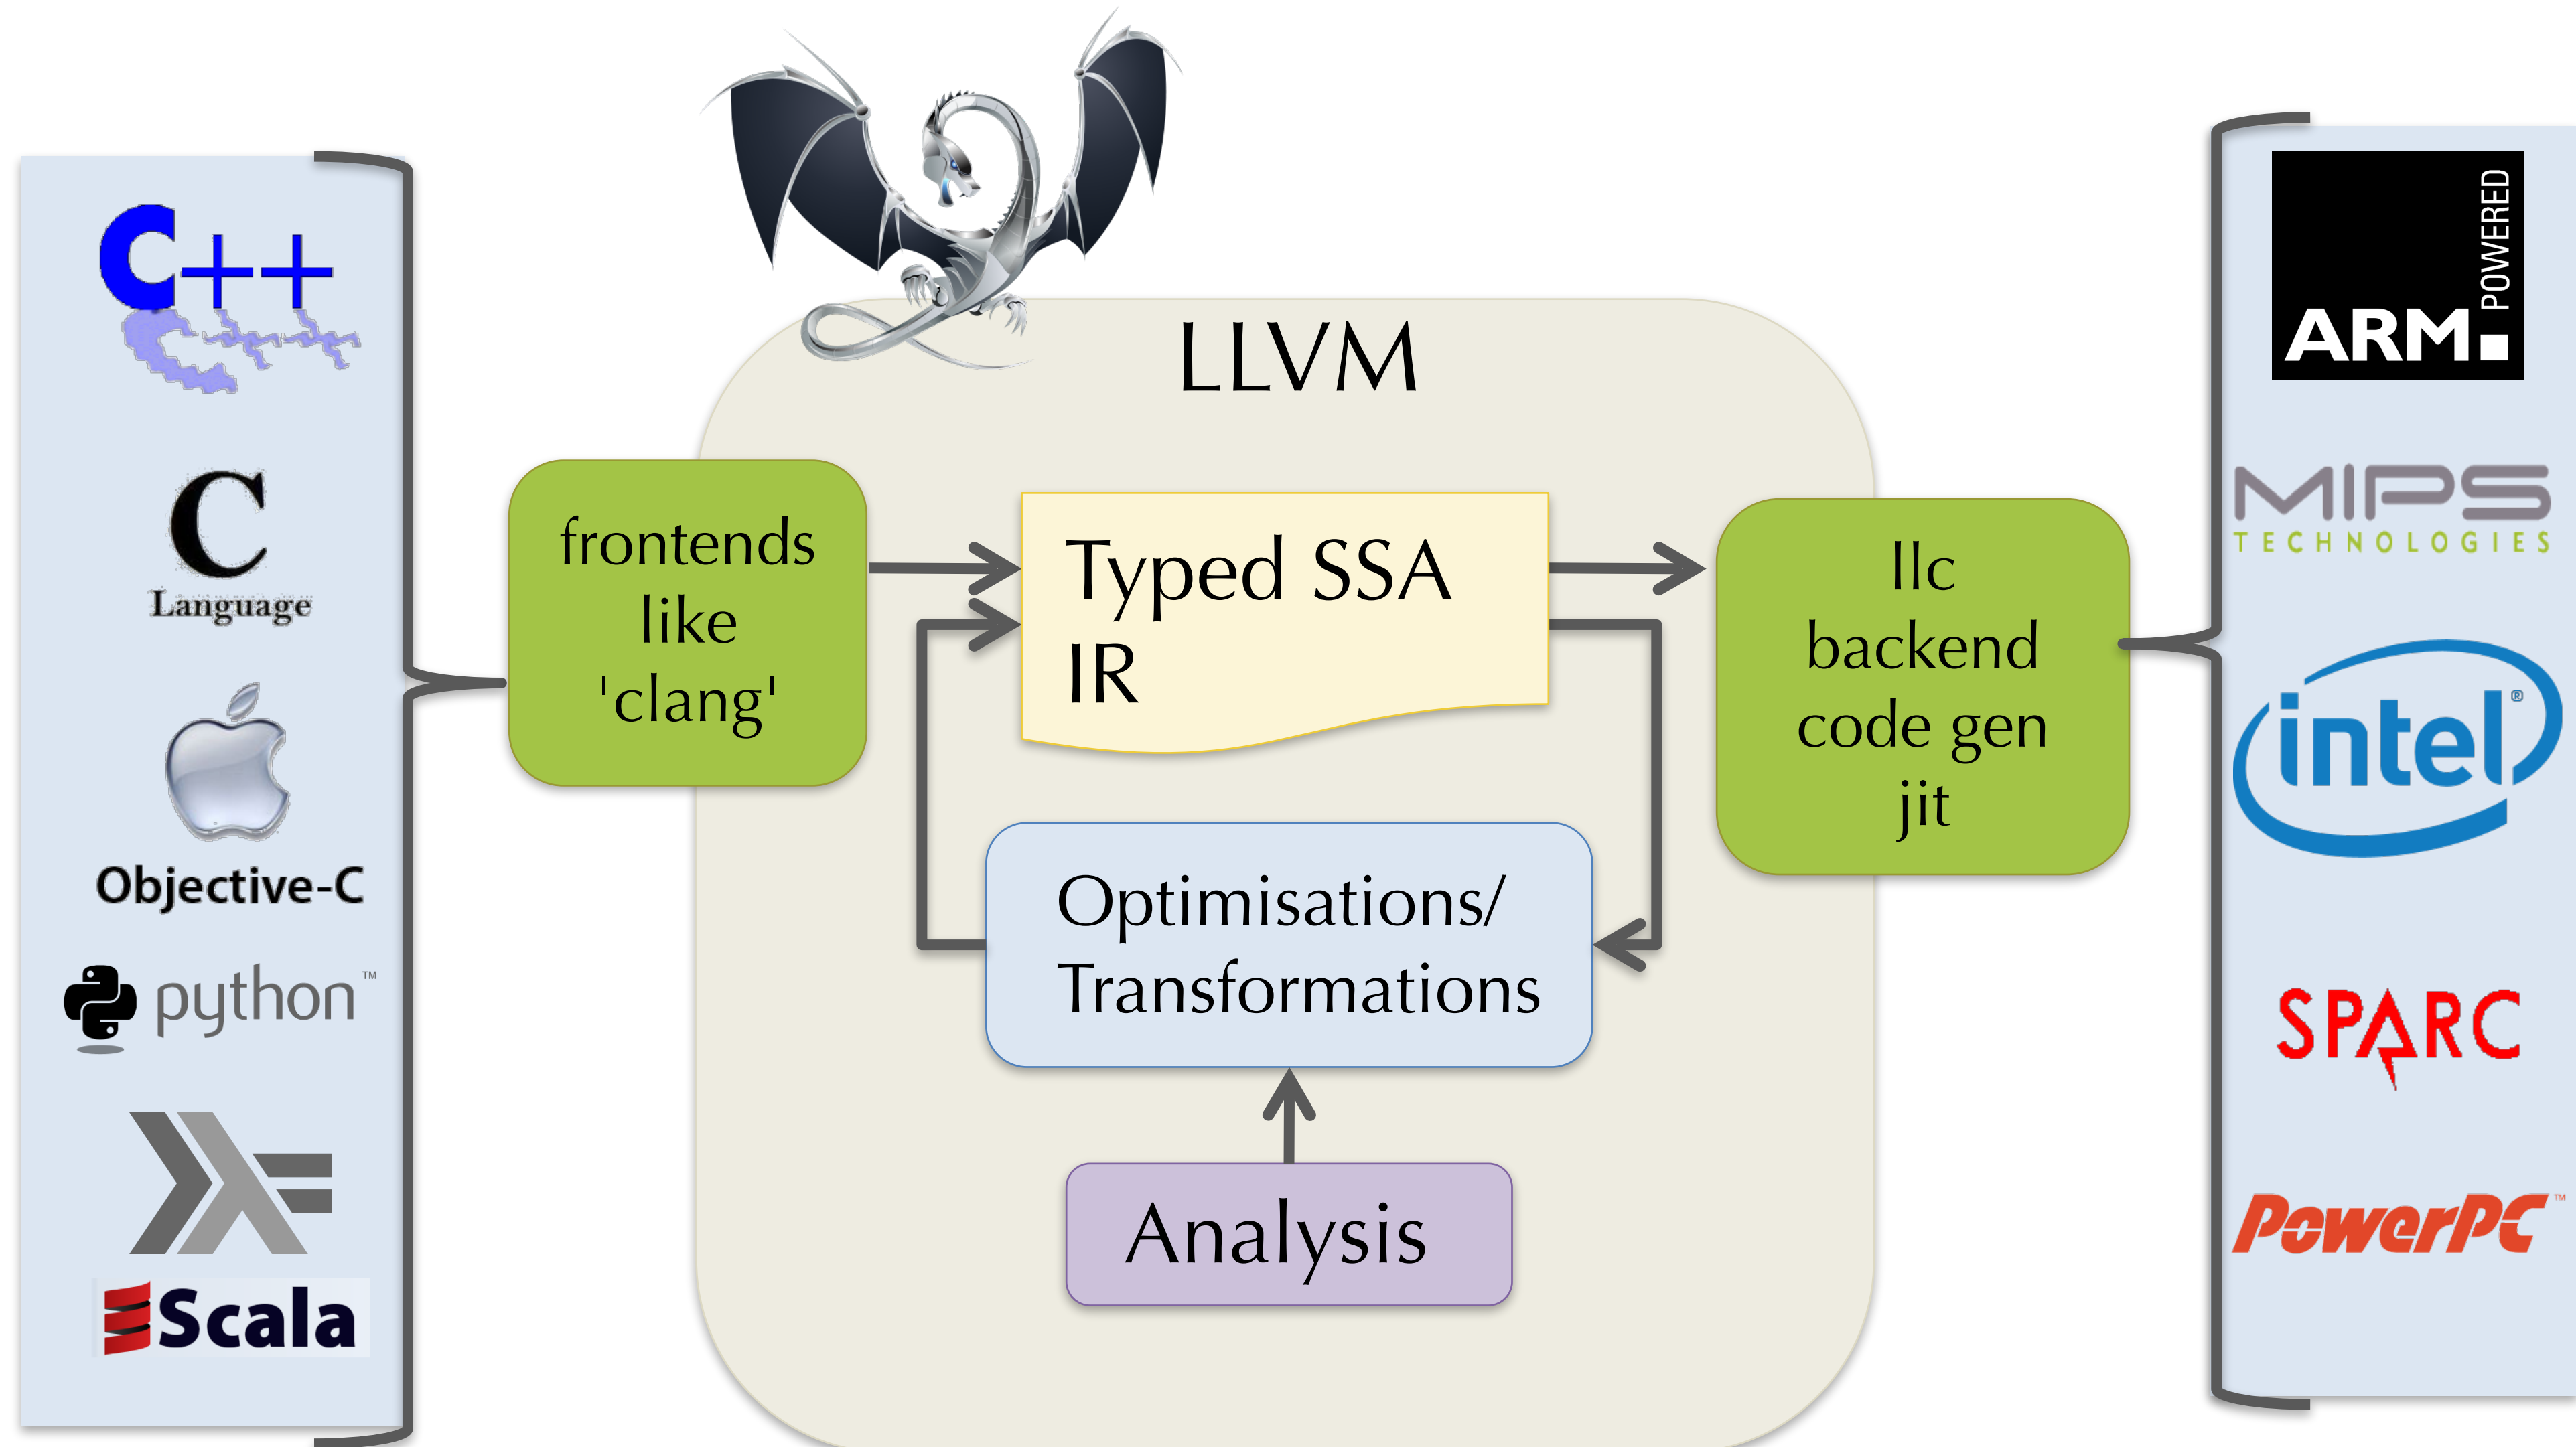 C++
C
Language
Objective-C
python™
Scala
LLVM
frontends
like
'clang'
Typed SSA
IR
Optimisations/
Transformations
Analysis
llc
backend
code gen
jit
ARM POWERED
MIPS
TECHNOLOGIES
intel®
SPARC
PowerPC™